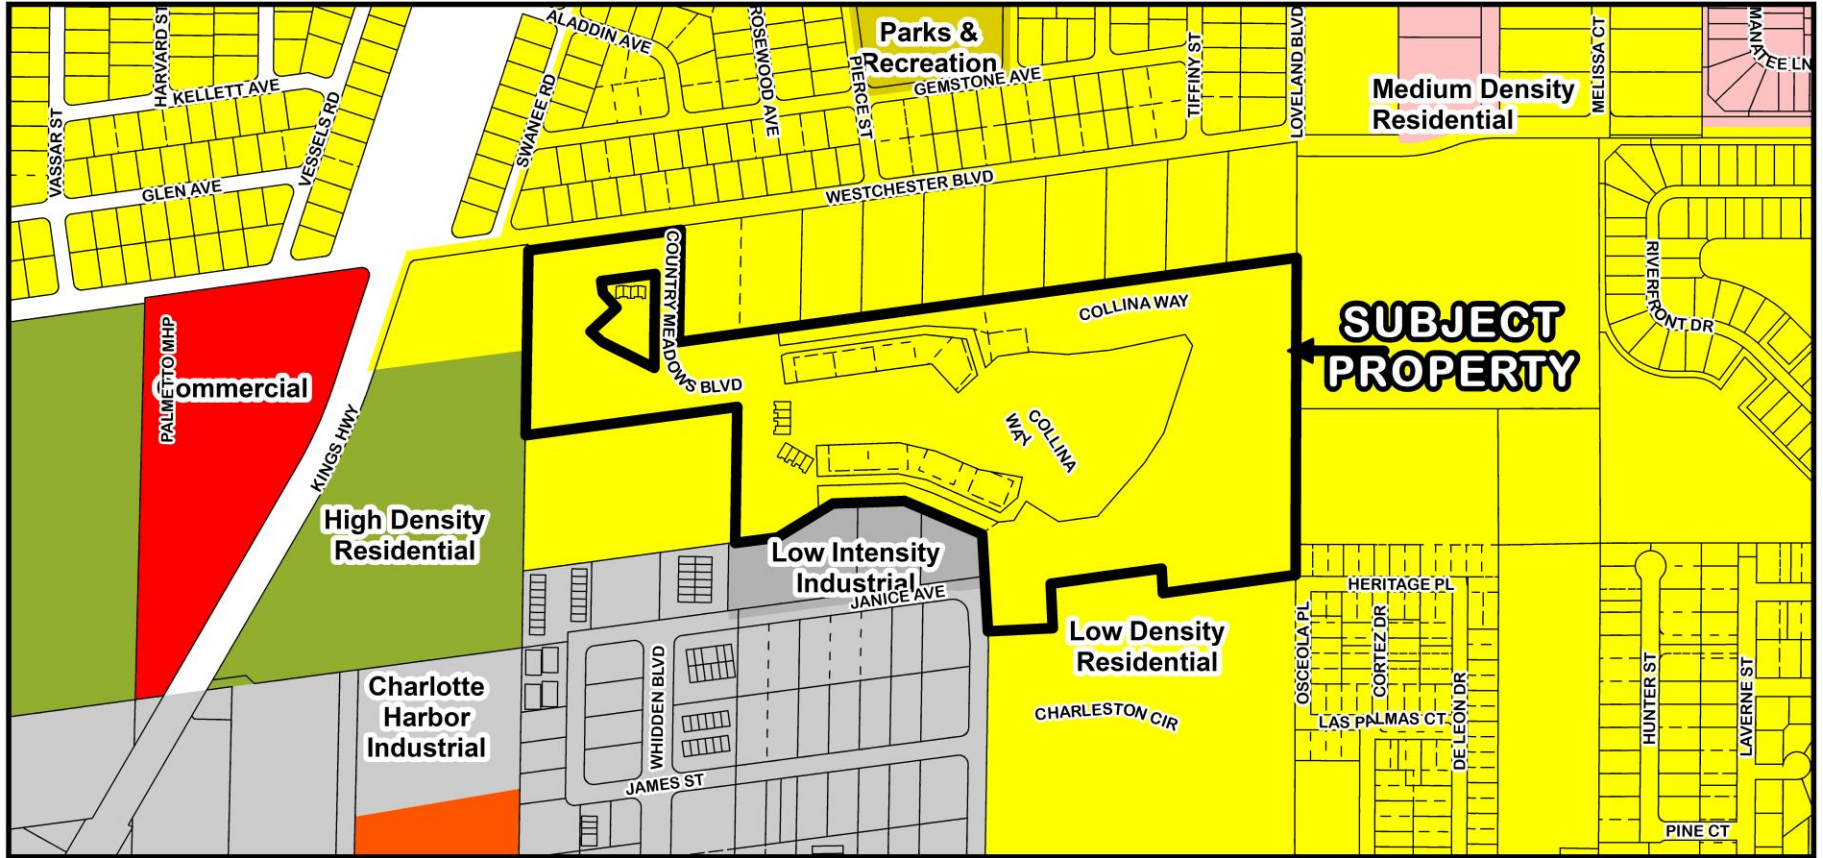 HARVARD ST
KELLETT AVE
VASSAR ST
VESSELS RD
GLEN AVE
ALADDIN AVE
SWANEE RD
ROSEWOOD AVE
PIERCE ST
Parks &
Recreation
GEMSTONE AVE
TIFFINY ST
LOVELAND BLVD
WESTCHESTER BLVD
Medium Density
Residential
MELISSA CT
MANATEE LN
RIVERFRONT DR
COUNTRY MEADOWS BLVD
COLLINA WAY
SUBJECT
PROPERTY
PALMETTO MHP
Commercial
KINGS HWY
COLLINA
WAY
High Density
Residential
Low Intensity
Industrial
JANICE AVE
Low Density
Residential
HERITAGE PL
OSCEOLA PL
CORTEZ DR
DE LEON DR
LAS PALMAS CT
HUNTER ST
LAVERNE ST
PINE CT
CHARLESTON CIR
WHIDDEN BLVD
JAMES ST
Charlotte
Harbor
Industrial